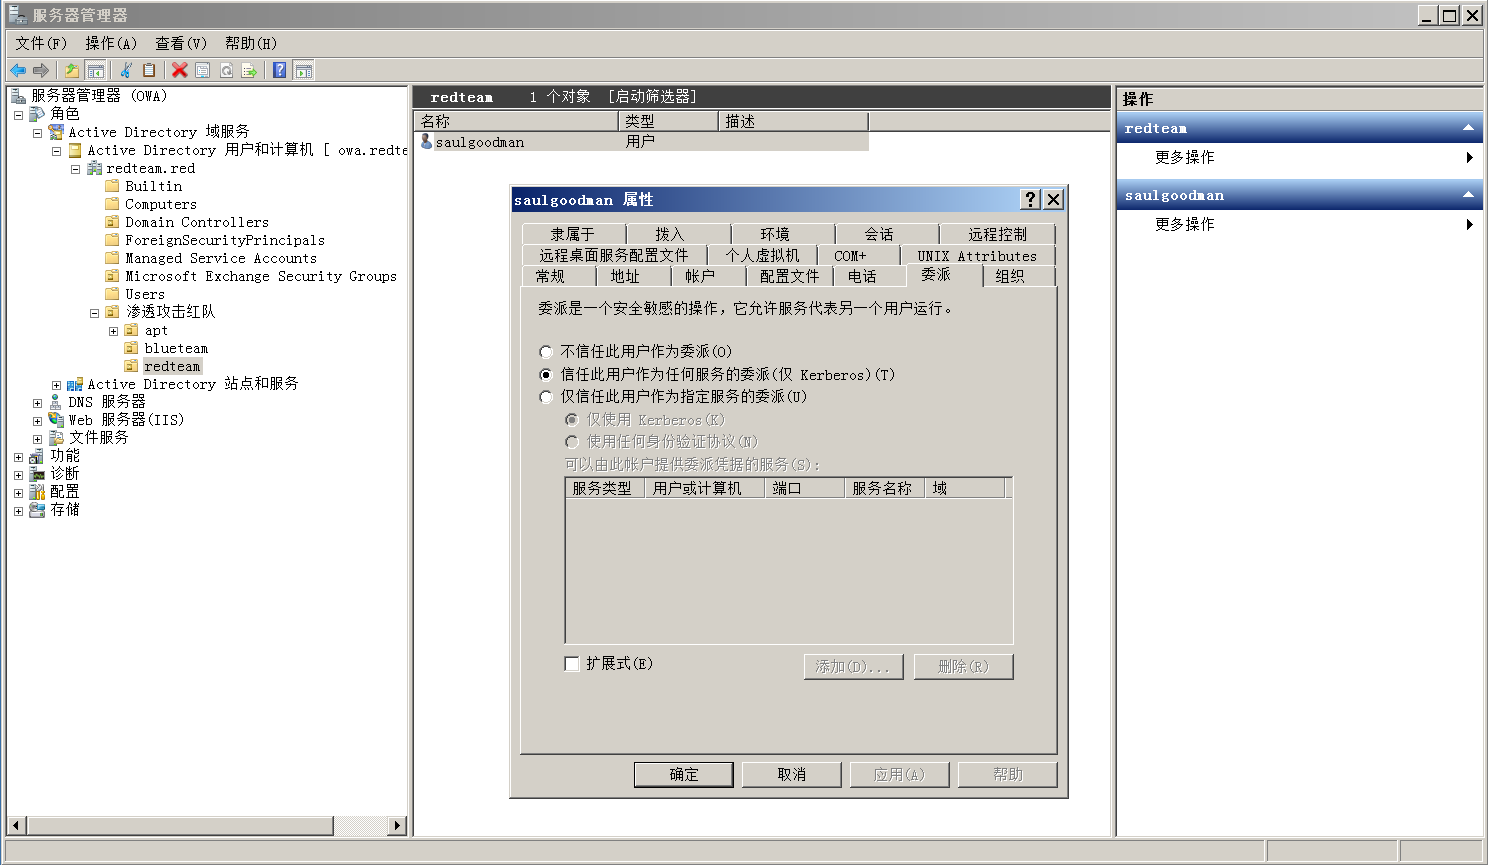 服务器管理器
文件(F) 操作(A) 查看(V) 帮助(H)
服务器管理器 (OWA)
角色
Active Directory 域服务
Active Directory 用户和计算机 [ owa.redte
redteam.red
Builtin
Computers
Domain Controllers
ForeignSecurityPrincipals
Managed Service Accounts
Microsoft Exchange Security Groups
Users
渗透攻击红队
apt
blueteam
redteam
Active Directory 站点和服务
DNS 服务器
Web 服务器(IIS)
文件服务
功能
诊断
配置
存储
redteam 1 个对象 [启动筛选器]
名称 类型 描述
saulgoodman 用户
saulgoodman 属性
隶属于 拨入 环境 会话 远程控制
远程桌面服务配置文件 个人虚拟机 COM+ UNIX Attributes
常规 地址 帐户 配置文件 电话 委派 组织
委派是一个安全敏感的操作，它允许服务代表另一个用户运行。
不信任此用户作为委派(O)
信任此用户作为任何服务的委派(仅 Kerberos)(T)
仅信任此用户作为指定服务的委派(U)
仅使用 Kerberos(K)
使用任何身份验证协议(N)
可以由此帐户提供委派凭据的服务(S):
服务类型 用户或计算机 端口 服务名称 域
扩展式(E)
添加(D)... 删除(R)
确定 取消 应用(A) 帮助
操作
redteam
更多操作
saulgoodman
更多操作